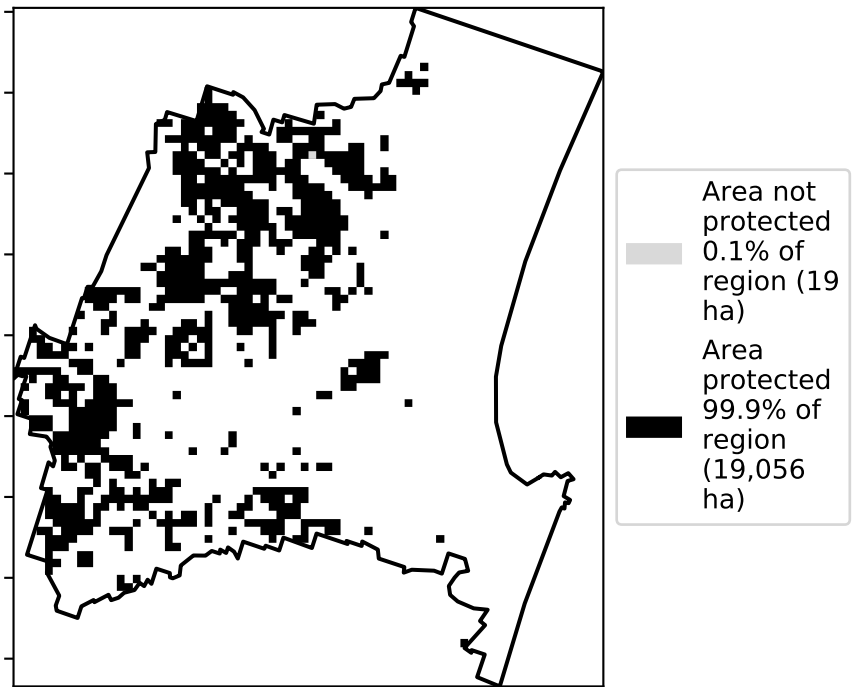 Area not
protected
0.1% of
region (19
ha)
Area
protected
99.9% of
region
(19,056
ha)